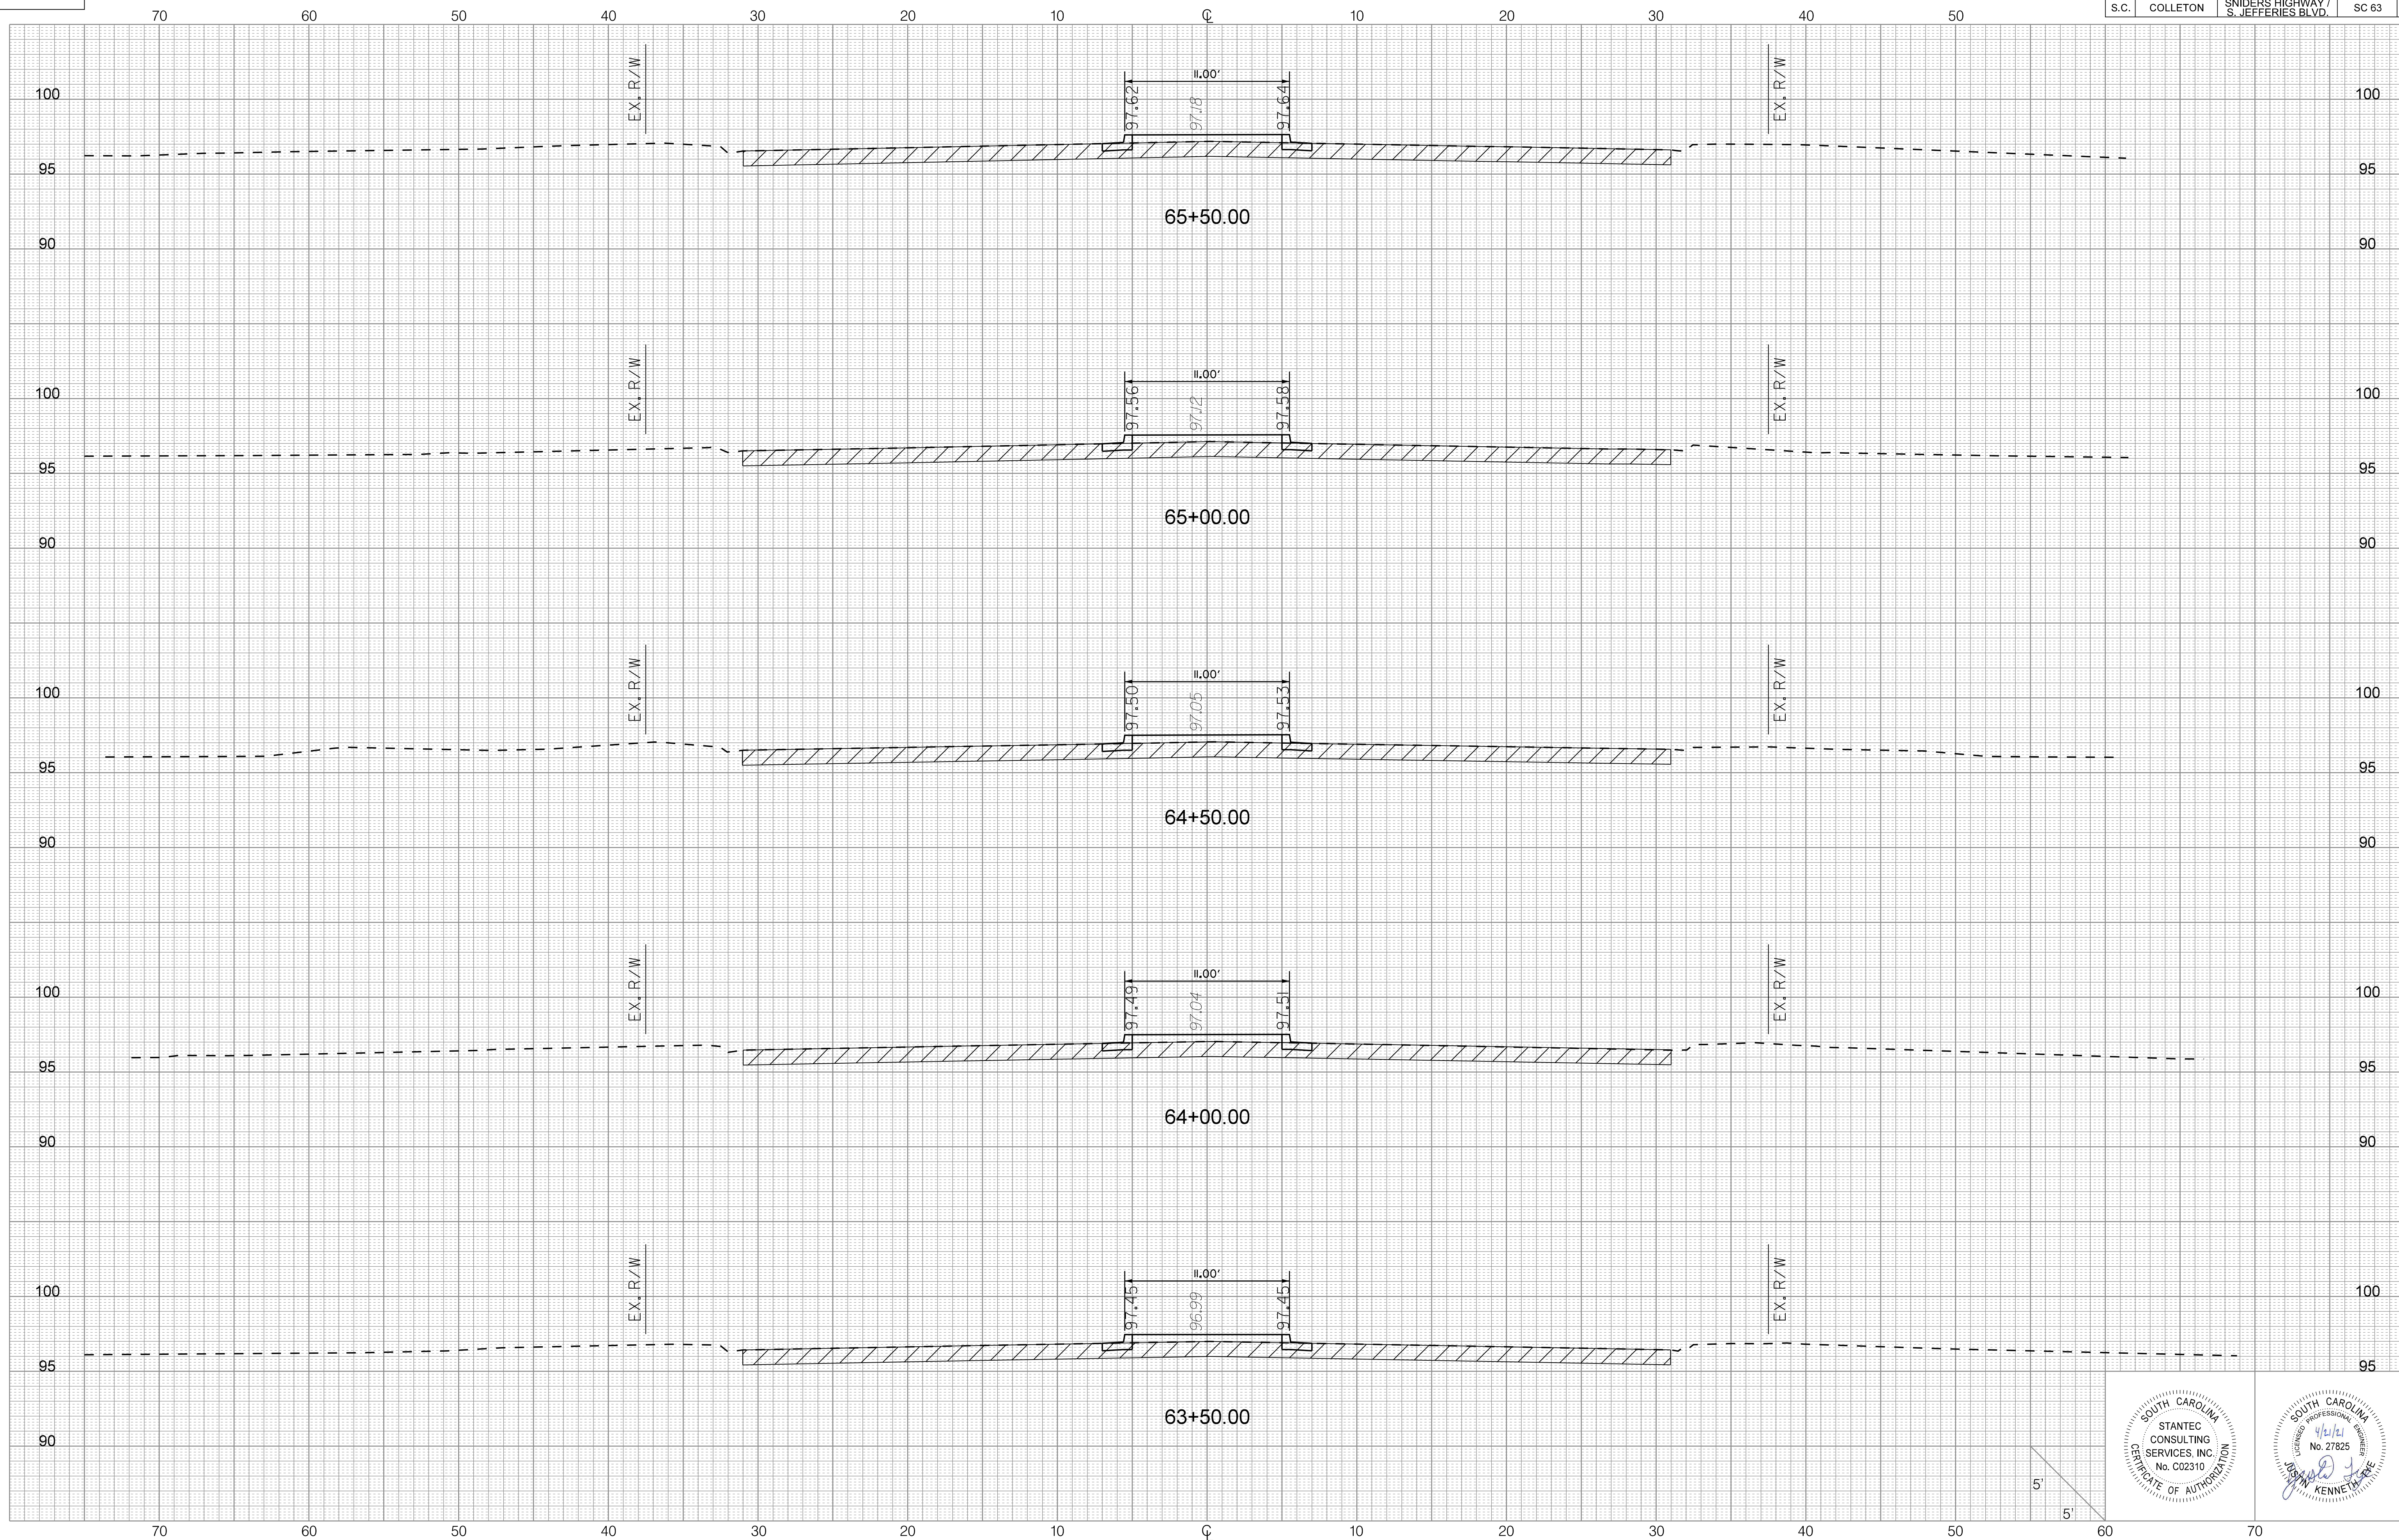 S.C. COLLETON SNIDERS HIGHWAY / S. JEFFERIES BLVD. SC 63
70 60 50 40 30 20 10 ℄ 10 20 30 40 50
EX. R/W
11.00'
97.62 97.18 97.64
EX. R/W
100 100
95 95
65+50.00
90 90
EX. R/W
11.00'
97.56 97.12 97.58
EX. R/W
100 100
95 95
65+00.00
90 90
EX. R/W
11.00'
97.50 97.05 97.53
EX. R/W
100 100
95 95
64+50.00
90 90
EX. R/W
11.00'
97.49 97.04 97.51
EX. R/W
100 100
95 95
64+00.00
90 90
EX. R/W
11.00'
97.45 96.99 97.45
EX. R/W
100 100
95 95
63+50.00
90
5'
5'
SOUTH CAROLINA
STANTEC
CONSULTING
SERVICES, INC.
No. C02310
CERTIFICATE OF AUTHORIZATION
SOUTH CAROLINA
LICENSED PROFESSIONAL ENGINEER
4/21/21
No. 27825
JUSTIN KENNETH TYE
70 60 50 40 30 20 10 ℄ 10 20 30 40 50 60 70